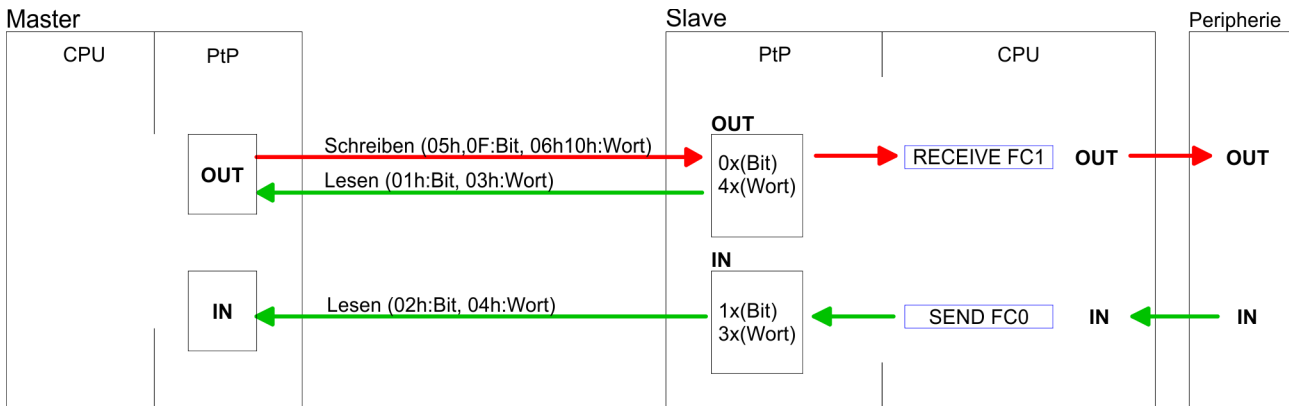 Master
Slave
Peripherie
CPU
PtP
PtP
CPU
OUT
Schreiben (05h,0F:Bit, 06h10h:Wort)
0x(Bit)
RECEIVE FC1
OUT
OUT
OUT
Lesen (01h:Bit, 03h:Wort)
4x(Wort)
IN
IN
Lesen (02h:Bit, 04h:Wort)
1x(Bit)
3x(Wort)
SEND FC0
IN
IN